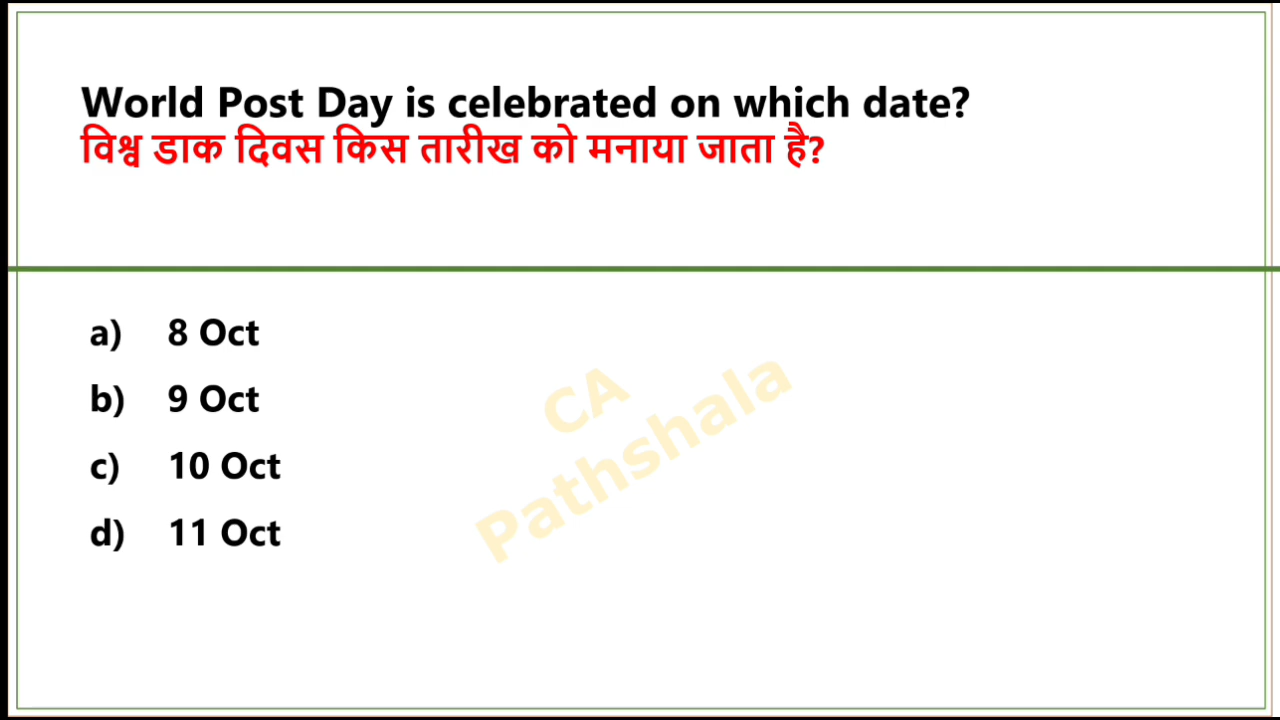 World Post Day is celebrated on which date?
विश्व डाक दिवस किस तारीख को मनाया जाता है?
a) 8 Oct
b) 9 Oct
c) 10 Oct
d) 11 Oct
CA
Pathshala